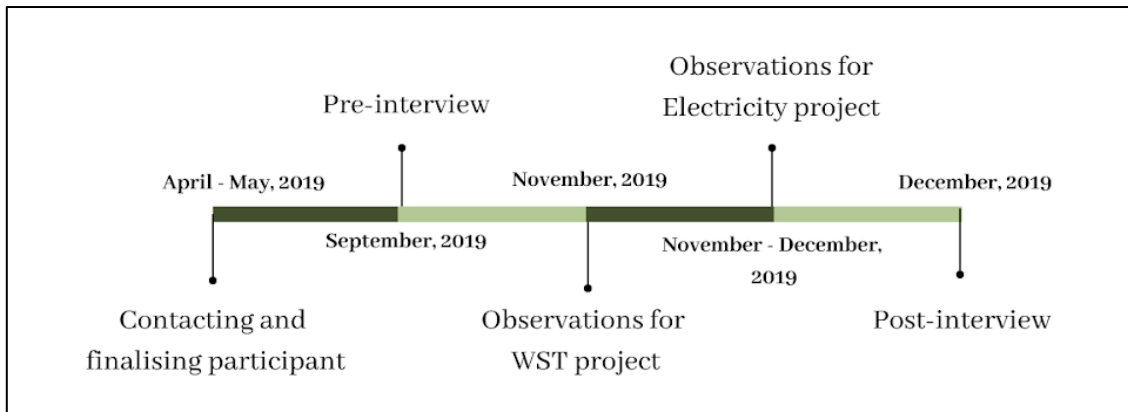 Observations for
Electricity project
Pre-interview
April - May, 2019
November, 2019
December, 2019
September, 2019
November - December,
2019
Contacting and
finalising participant
Observations for
WST project
Post-interview